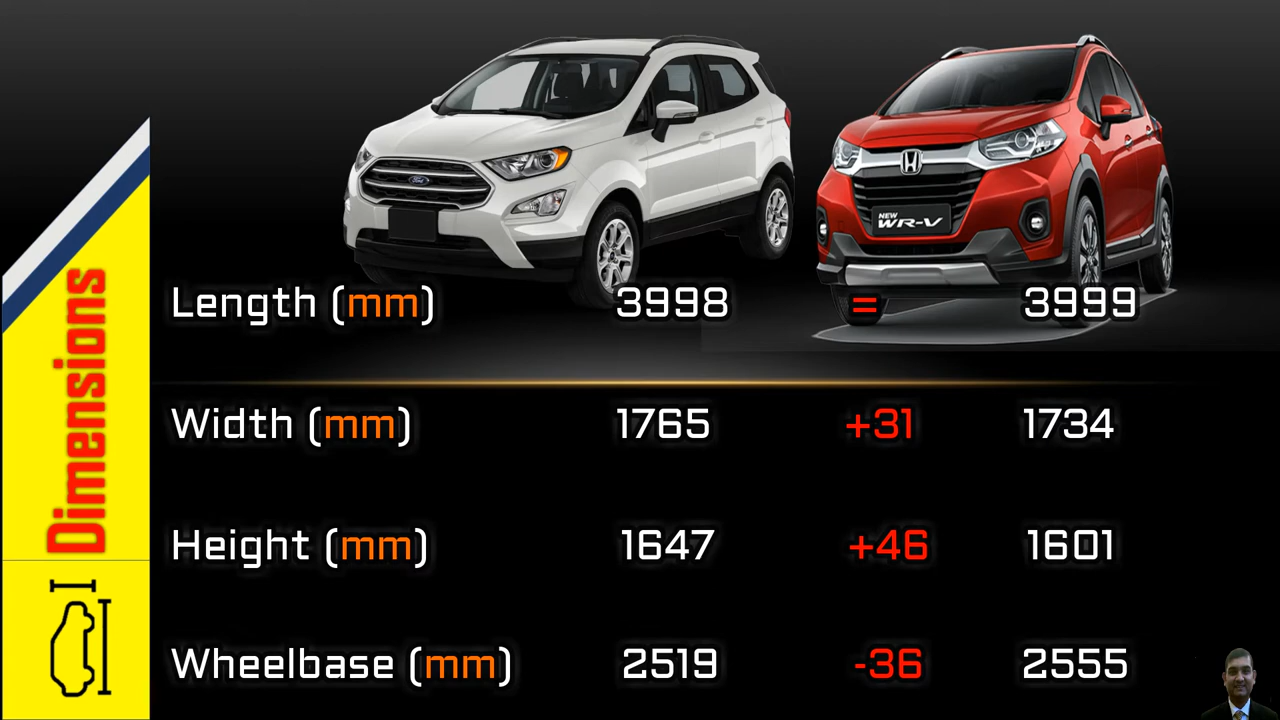 Ford
NEW
WR-V
Dimensions
Length (mm) 3998 = 3999
Width (mm) 1765 +31 1734
Height (mm) 1647 +46 1601
Wheelbase (mm) 2519 -36 2555